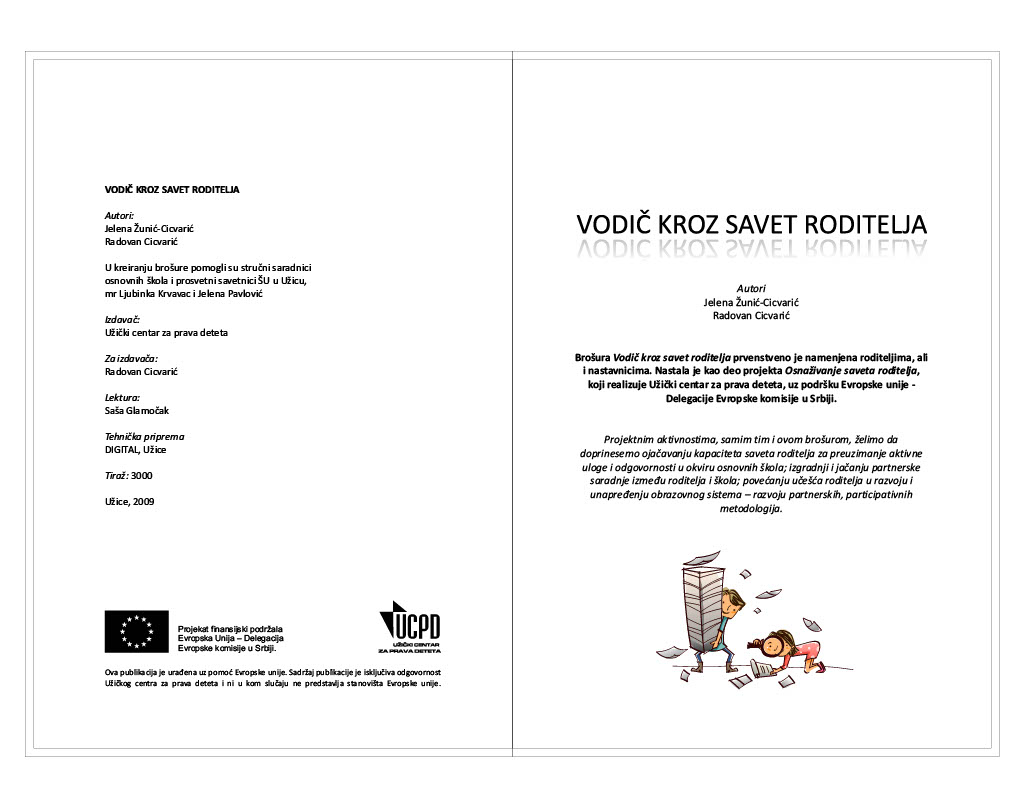 VODIČ KROZ SAVET RODITELJA
Autori:
Jelena Žunić-Cicvarić
Radovan Cicvarić
U kreiranju brošure pomogli su stručni saradnici
osnovnih škola i prosvetni savetnici ŠU u Užicu,
mr Ljubinka Krvavac i Jelena Pavlović
Izdavač:
Užički centar za prava deteta
Za izdavača:
Radovan Cicvarić
Lektura:
Saša Glamočak
Tehnička priprema
DIGITAL, Užice
Tiraž: 3000
Užice, 2009
Projekat finansijski podržala
Evropska Unija – Delegacija
Evropske komisije u Srbiji.
UCPD
UŽIČKI CENTAR
ZA PRAVA DETETA
Ova publikacija je urađena uz pomoć Evropske unije. Sadržaj publikacije je isključiva odgovornost
Užičkog centra za prava deteta i ni u kom slučaju ne predstavlja stanovišta Evropske unije.
VODIČ KROZ SAVET RODITELJA
Autori
Jelena Žunić-Cicvarić
Radovan Cicvarić
Brošura Vodič kroz savet roditelja prvenstveno je namenjena roditeljima, ali
i nastavnicima. Nastala je kao deo projekta Osnaživanje saveta roditelja,
koji realizuje Užički centar za prava deteta, uz podršku Evropske unije -
Delegacije Evropske komisije u Srbiji.
Projektnim aktivnostima, samim tim i ovom brošurom, želimo da
doprinesemo ojačavanju kapaciteta saveta roditelja za preuzimanje aktivne
uloge i odgovornosti u okviru osnovnih škola; izgradnji i jačanju partnerske
saradnje između roditelja i škola; povećanju učešća roditelja u razvoju i
unapređenju obrazovnog sistema – razvoju partnerskih, participativnih
metodologija.